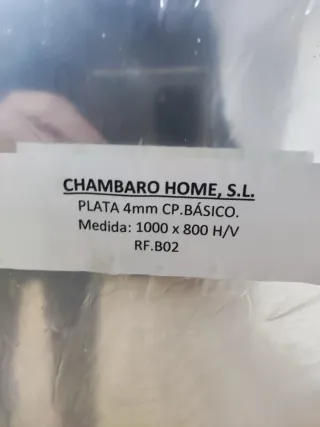 CHAMBARO HOME, S.L.
PLATA 4mm CP.BÁSICO.
Medida: 1000 x 800 H/V
RF.B02